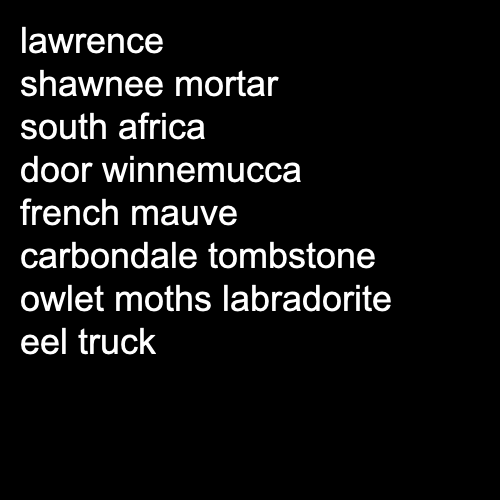 lawrence
shawnee mortar
south africa
door winnemucca
french mauve
carbondale tombstone
owlet moths labradorite
eel truck